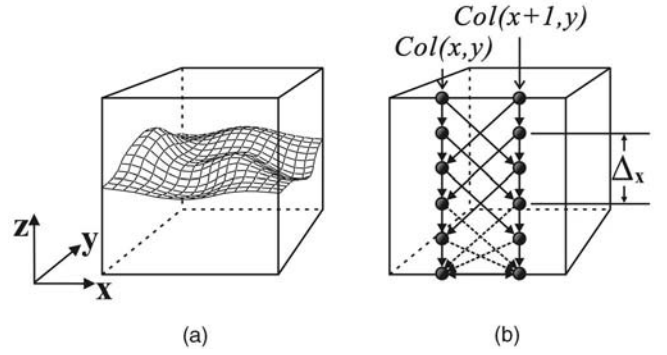 Col(x+1,y)
Col(x,y)
Δx
z
y
x
(a)
(b)